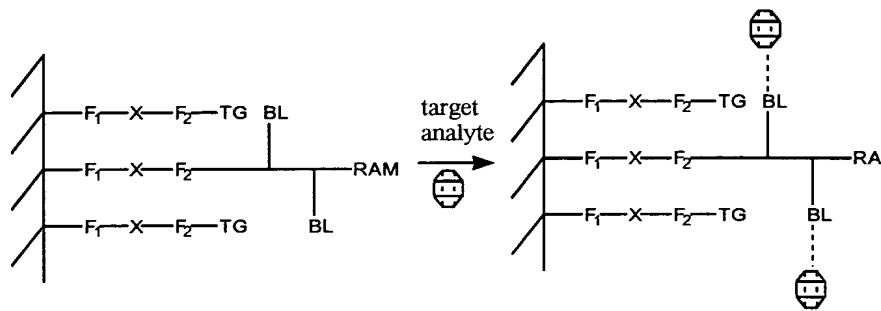 F₁—X—F₂—TG BL
F₁—X—F₂ RAM
F₁—X—F₂—TG BL
target
analyte
F₁—X—F₂—TG BL
F₁—X—F₂ RA
F₁—X—F₂—TG BL